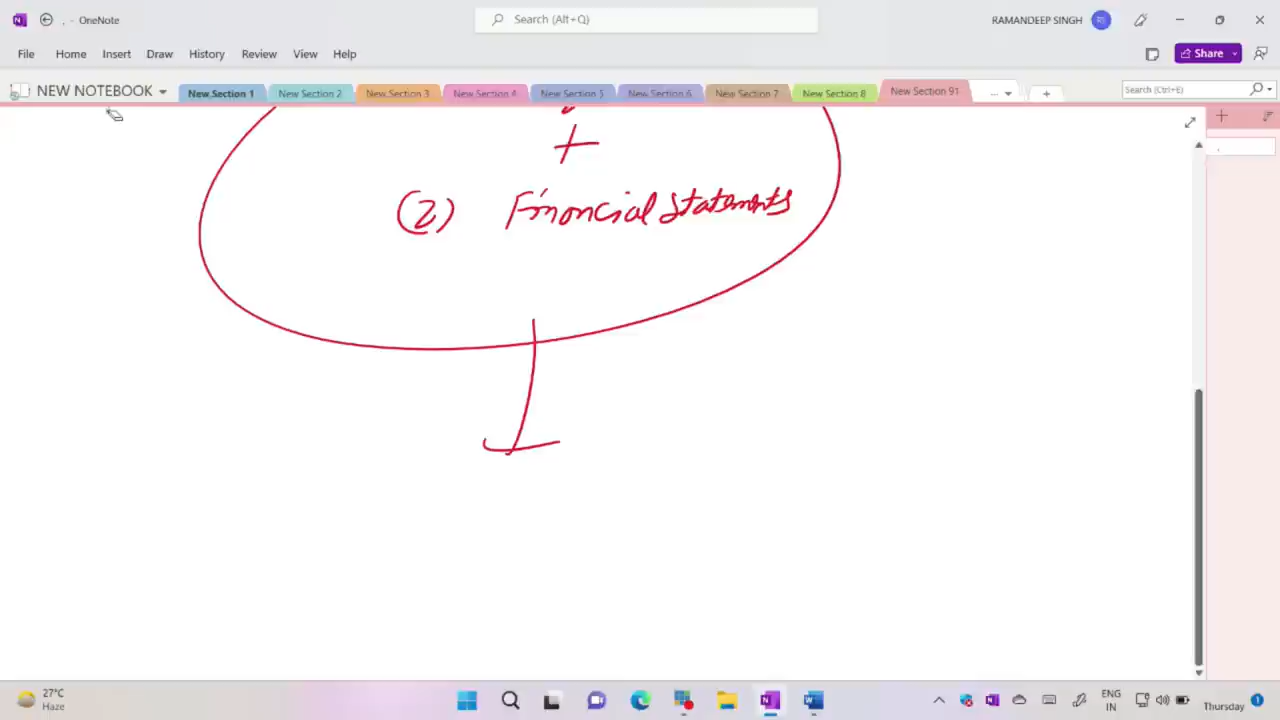 OneNote
Search (Alt+Q)
RAMANDEEP SINGH
RS
File Home Insert Draw History Review View Help
Share
NEW NOTEBOOK
New Section 1 New Section 2 New Section 3 New Section 4 New Section 5 New Section 6 New Section 7 New Section 8 New Section 91 ...
Search (Ctrl+E)
+
(2) Financial statements
27°C
Haze
ENG
IN
Thursday
1